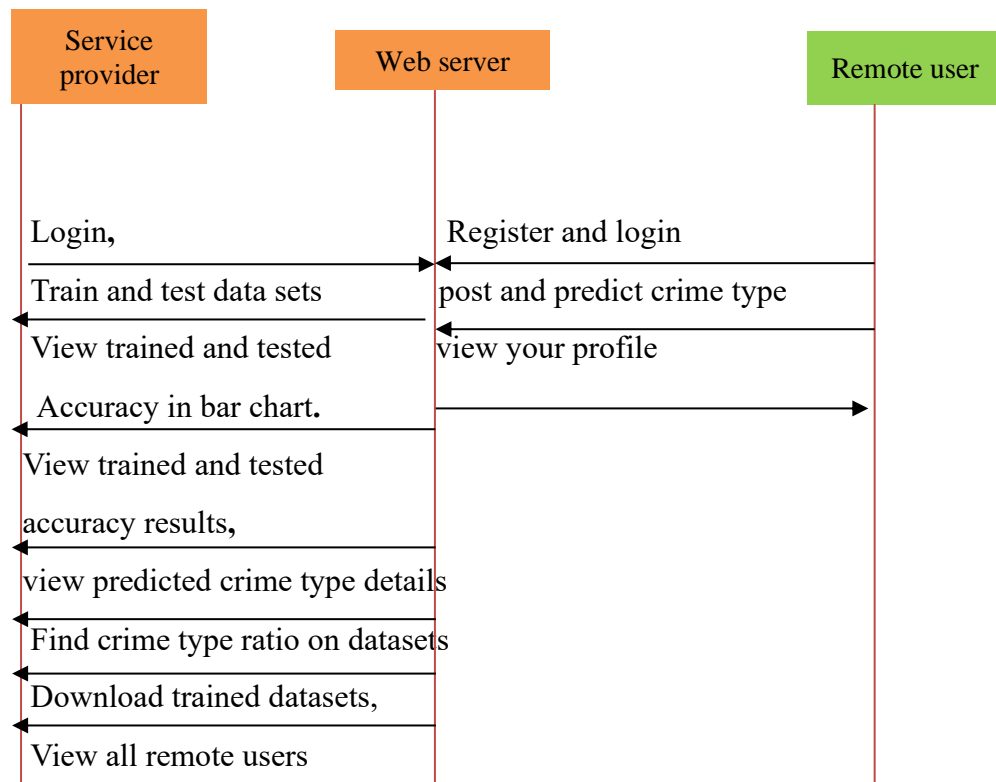 Service
provider
Web server
Remote user
Login,
Register and login
Train and test data sets
post and predict crime type
View trained and tested
view your profile
Accuracy in bar chart.
View trained and tested
accuracy results,
view predicted crime type details
Find crime type ratio on datasets
Download trained datasets,
View all remote users